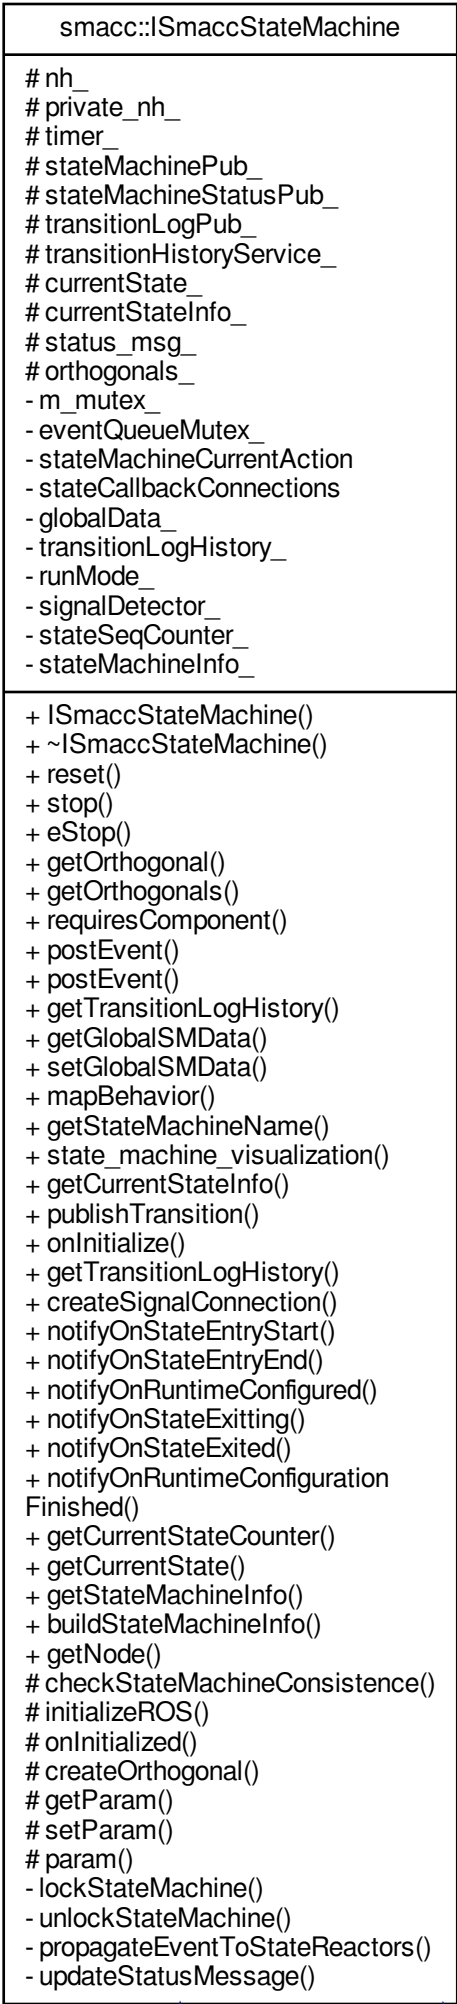 smacc::ISmaccStateMachine
# nh_
# private_nh_
# timer_
# stateMachinePub_
# stateMachineStatusPub_
# transitionLogPub_
# transitionHistoryService_
# currentState_
# currentStateInfo_
# status_msg_
# orthogonals_
- m_mutex_
- eventQueueMutex_
- stateMachineCurrentAction
- stateCallbackConnections
- globalData_
- transitionLogHistory_
- runMode_
- signalDetector_
- stateSeqCounter_
- stateMachineInfo_
+ ISmaccStateMachine()
+ ~ISmaccStateMachine()
+ reset()
+ stop()
+ eStop()
+ getOrthogonal()
+ getOrthogonals()
+ requiresComponent()
+ postEvent()
+ postEvent()
+ getTransitionLogHistory()
+ getGlobalSMData()
+ setGlobalSMData()
+ mapBehavior()
+ getStateMachineName()
+ state_machine_visualization()
+ getCurrentStateInfo()
+ publishTransition()
+ onInitialize()
+ getTransitionLogHistory()
+ createSignalConnection()
+ notifyOnStateEntryStart()
+ notifyOnStateEntryEnd()
+ notifyOnRuntimeConfigured()
+ notifyOnStateExitting()
+ notifyOnStateExited()
+ notifyOnRuntimeConfiguration
Finished()
+ getCurrentStateCounter()
+ getCurrentState()
+ getStateMachineInfo()
+ buildStateMachineInfo()
+ getNode()
# checkStateMachineConsistence()
# initializeROS()
# onInitialized()
# createOrthogonal()
# getParam()
# setParam()
# param()
- lockStateMachine()
- unlockStateMachine()
- propagateEventToStateReactors()
- updateStatusMessage()